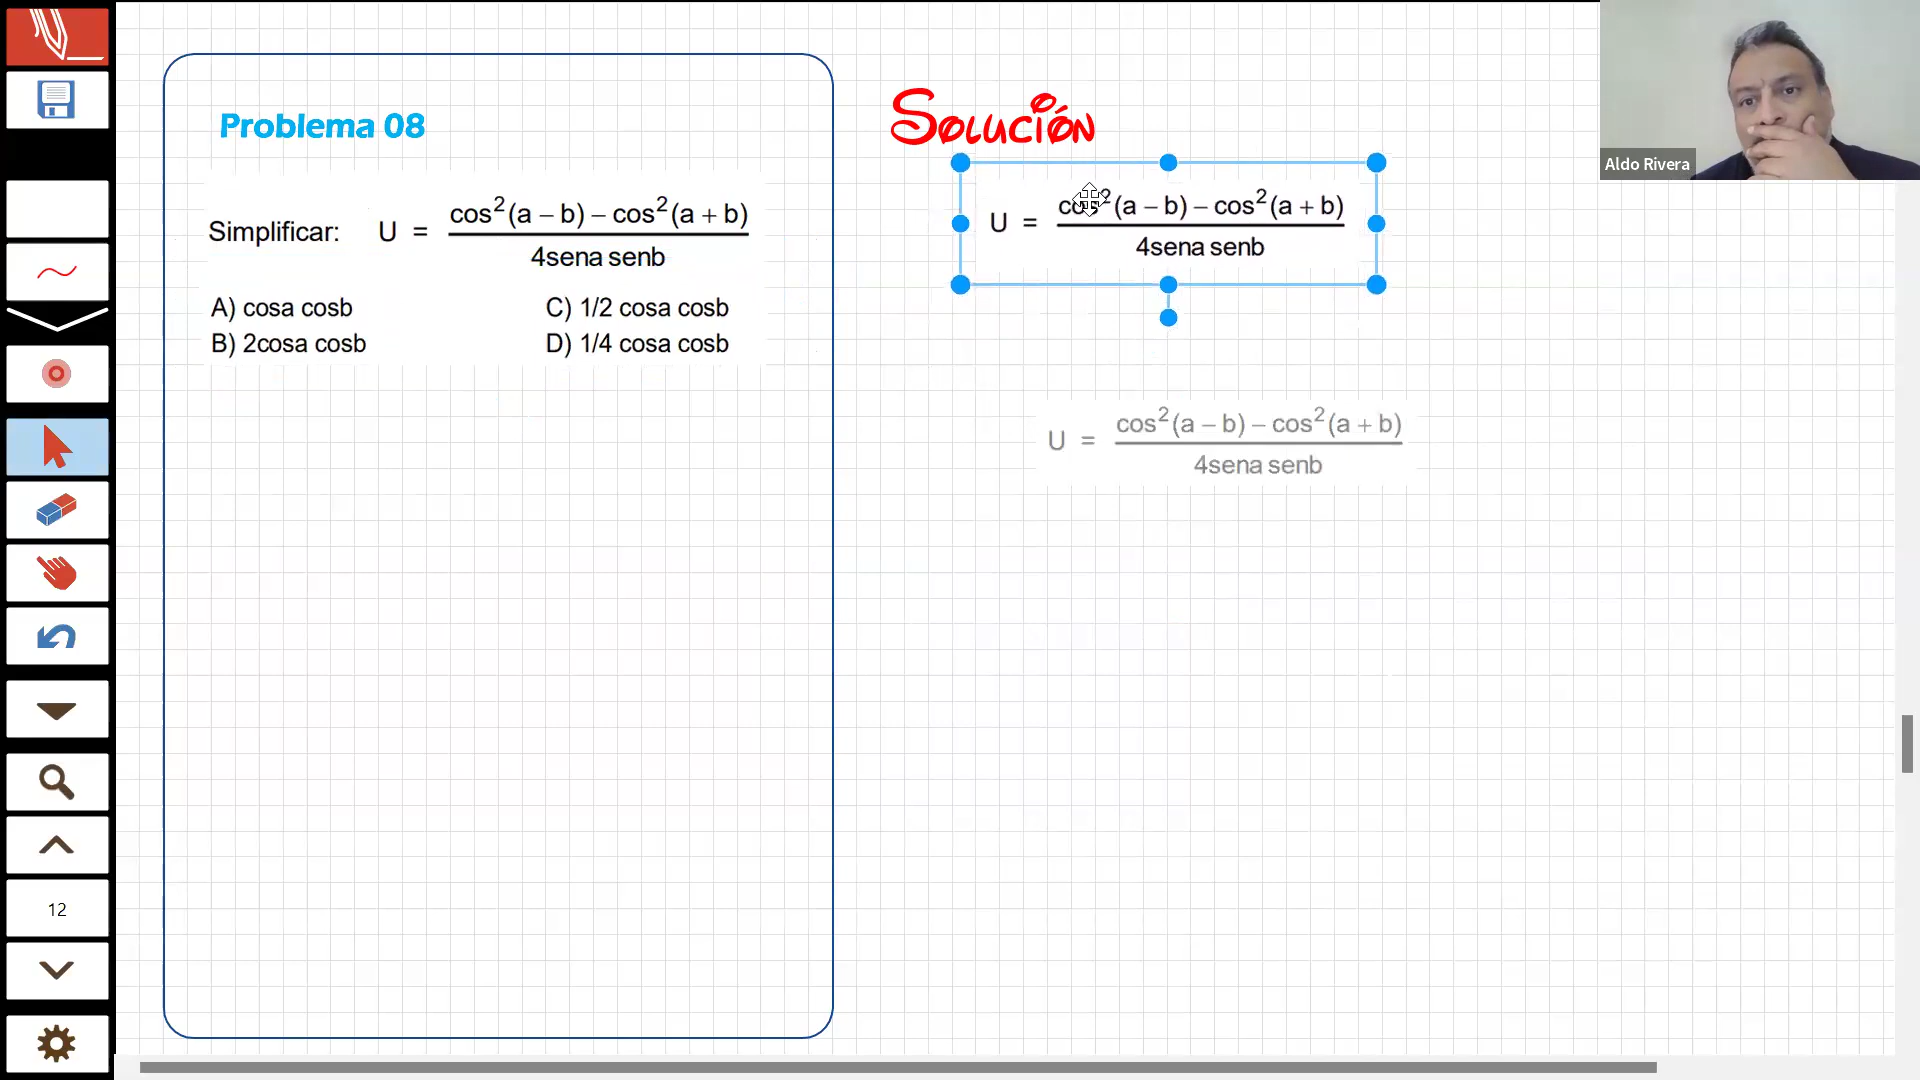 Problema 08
Simplificar: U = cos²(a – b) – cos²(a + b) / 4sena senb
A) cosa cosb C) 1/2 cosa cosb
B) 2cosa cosb D) 1/4 cosa cosb
Solución
U = cos²(a – b) – cos²(a + b) / 4sena senb
U = cos²(a – b) – cos²(a + b) / 4sena senb
Aldo Rivera
12